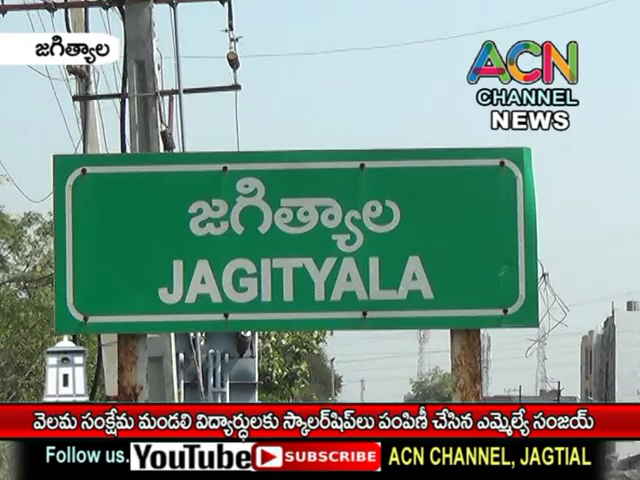 జగిత్యాల
ACN
CHANNEL
NEWS
జగిత్యాల
JAGITYALA
వెలమ సంక్షేమ మండలి విద్యార్థులకు స్కాలర్‌షిప్‌లు పంపిణీ చేసిన ఎమ్మెల్యే సంజయ్
Follow us. YouTube SUBSCRIBE ACN CHANNEL, JAGTIAL